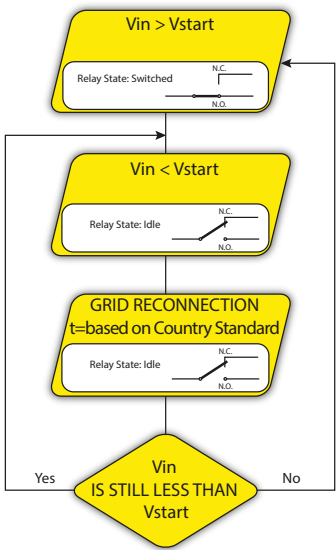 Vin > Vstart
Relay State: Switched
N.C.
N.O.
Vin < Vstart
Relay State: Idle
N.C.
N.O.
GRID RECONNECTION
t=based on Country Standard
Relay State: Idle
N.C.
N.O.
Yes
Vin
IS STILL LESS THAN
Vstart
No